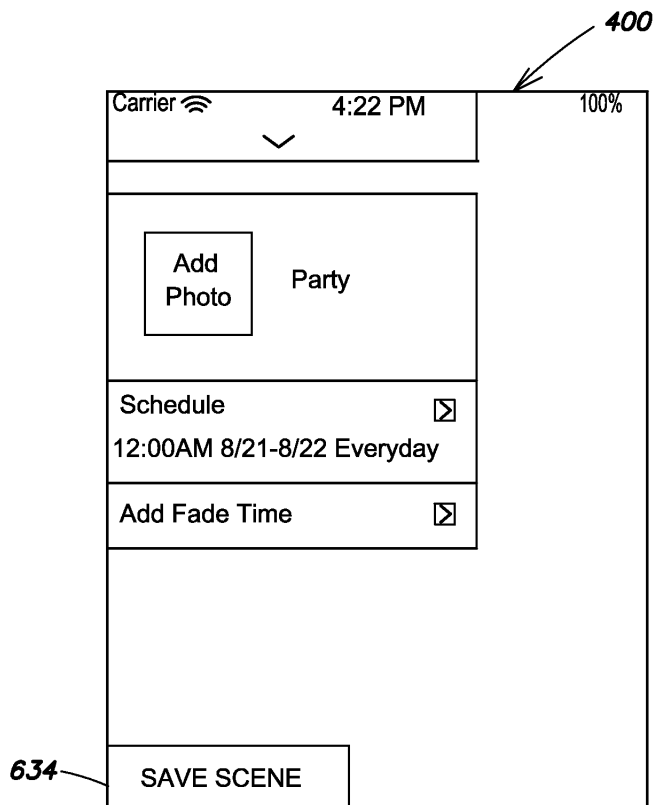 400
Carrier 4:22 PM 100%
Add
Photo
Party
Schedule
12:00AM 8/21-8/22 Everyday
Add Fade Time
634
SAVE SCENE